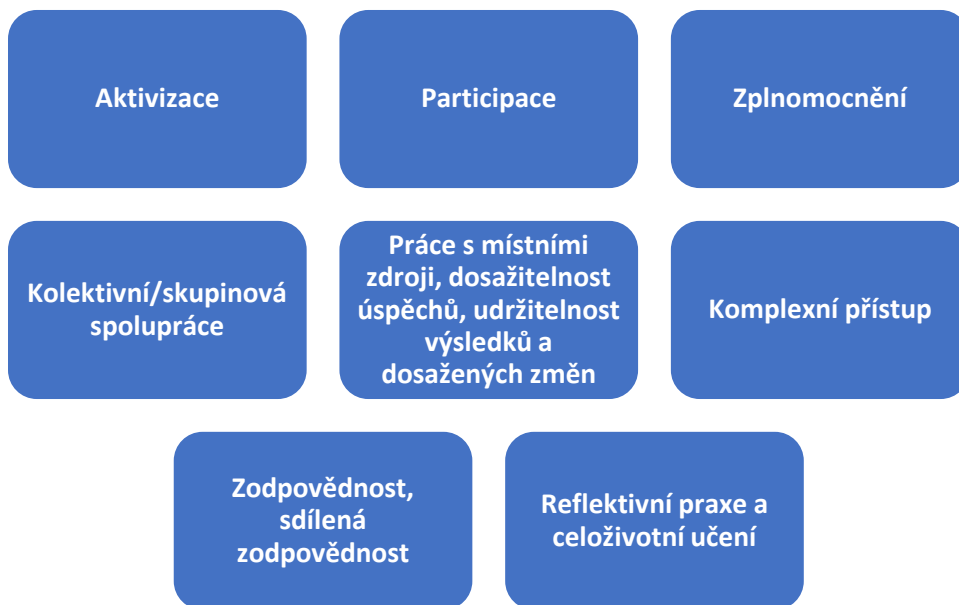 Aktivizace
Participace
Zplnomocnění
Kolektivní/skupinová
spolupráce
Práce s místními
zdroji, dosažitelnost
úspěchů, udržitelnost
výsledků a
dosažených změn
Komplexní přístup
Zodpovědnost,
sdílená
zodpovědnost
Reflektivní praxe a
celoživotní učení